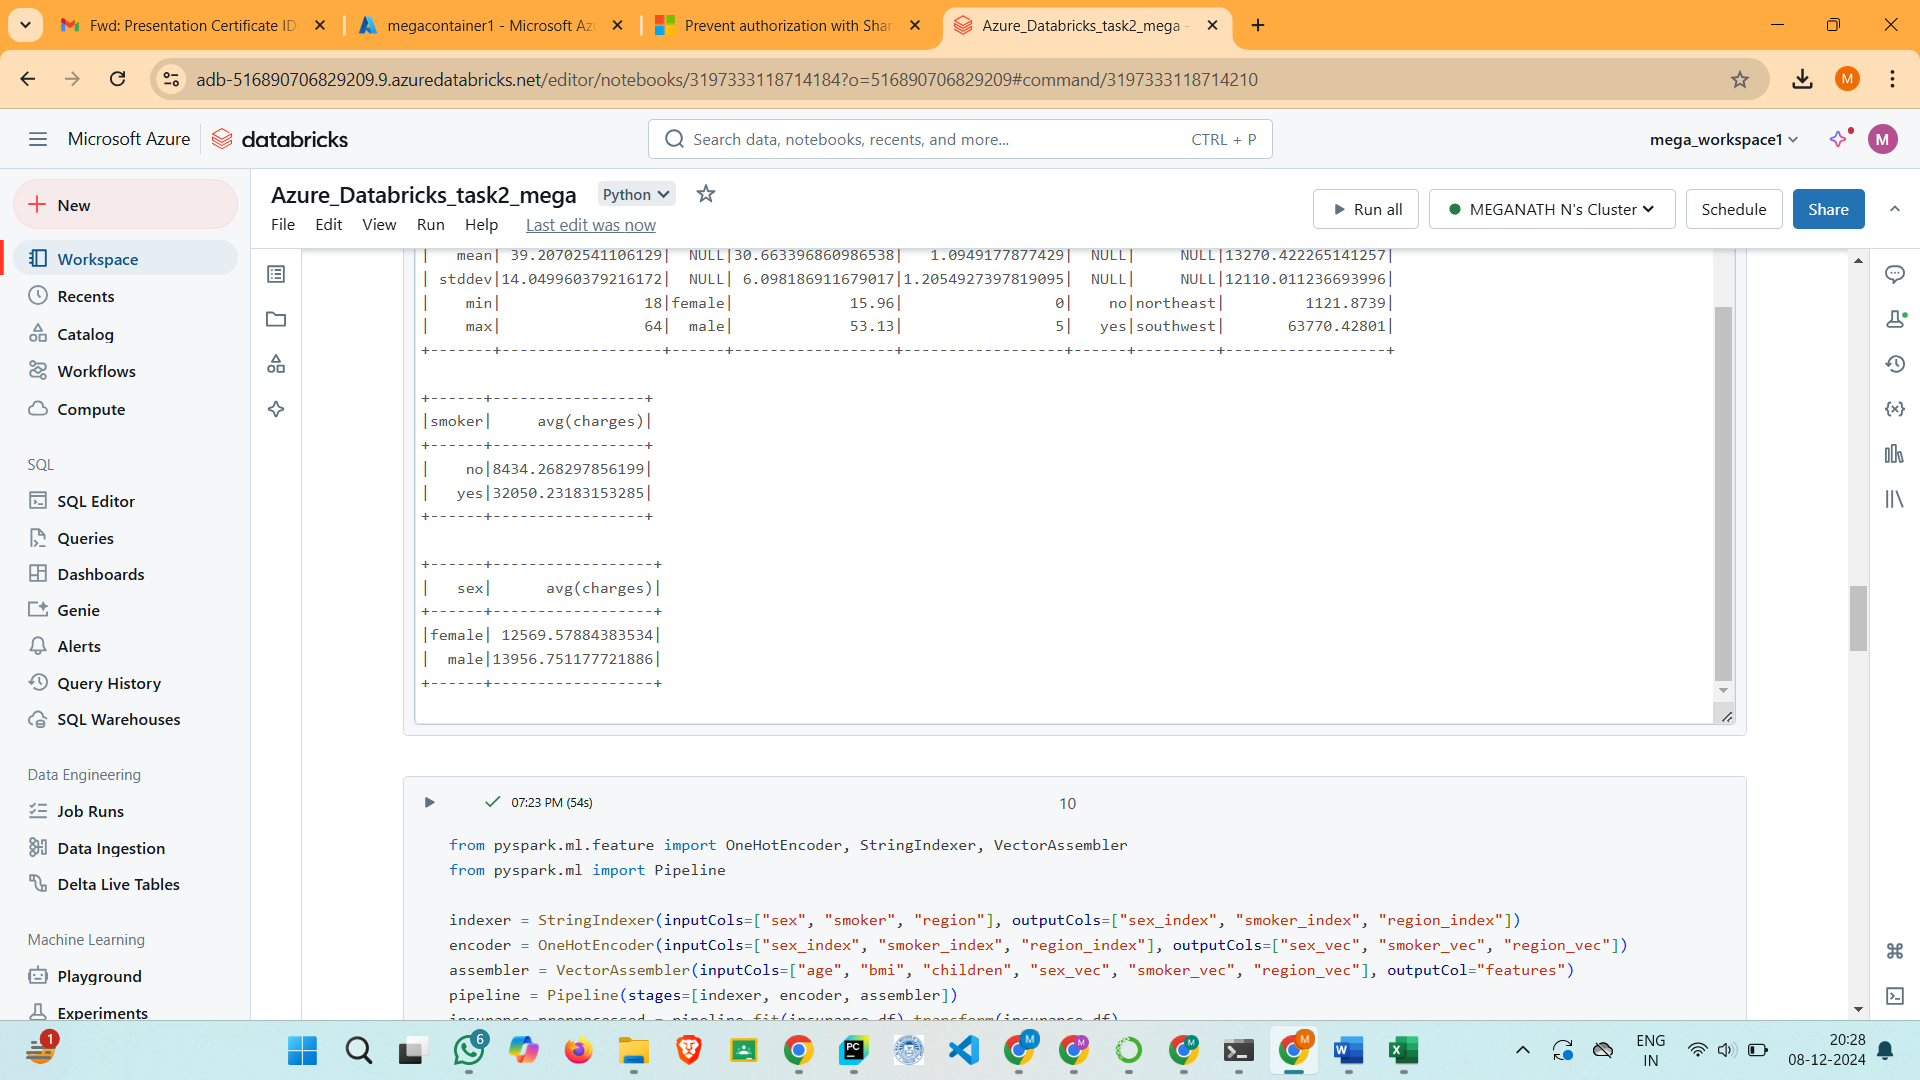 Fwd: Presentation Certificate ID
megacontainer1 - Microsoft Az
Prevent authorization with Shar
Azure_Databricks_task2_mega -
adb-516890706829209.9.azuredatabricks.net/editor/notebooks/3197333118714184?o=516890706829209#command/3197333118714210
M
Microsoft Azure
databricks
Search data, notebooks, recents, and more...
CTRL + P
mega_workspace1
M
New
Workspace
Recents
Catalog
Workflows
Compute
SQL
SQL Editor
Queries
Dashboards
Genie
Alerts
Query History
SQL Warehouses
Data Engineering
Job Runs
Data Ingestion
Delta Live Tables
Machine Learning
Playground
Experiments
Azure_Databricks_task2_mega
Python
File Edit View Run Help Last edit was now
Run all
MEGANATH N's Cluster
Schedule
Share
|   mean| 39.20702541106129|  NULL|30.663396860986538|   1.0949177877429|  NULL|     NULL|13270.422265141257|
| stddev|14.049960379216172|  NULL| 6.098186911679017|1.2054927397819095|  NULL|     NULL|12110.011236693996|
|    min|                18|female|             15.96|                 0|    no|northeast|         1121.8739|
|    max|                64|  male|             53.13|                 5|   yes|southwest|       63770.42801|
+-------+------------------+------+------------------+------------------+------+---------+------------------+
+------+-----------------+
|smoker|     avg(charges)|
+------+-----------------+
|    no|8434.268297856199|
|   yes|32050.23183153285|
+------+-----------------+
+------+------------------+
|   sex|      avg(charges)|
+------+------------------+
|female| 12569.57884383534|
|  male|13956.751177721886|
+------+------------------+
07:23 PM (54s)
10
from pyspark.ml.feature import OneHotEncoder, StringIndexer, VectorAssembler
from pyspark.ml import Pipeline
indexer = StringIndexer(inputCols=["sex", "smoker", "region"], outputCols=["sex_index", "smoker_index", "region_index"])
encoder = OneHotEncoder(inputCols=["sex_index", "smoker_index", "region_index"], outputCols=["sex_vec", "smoker_vec", "region_vec"])
assembler = VectorAssembler(inputCols=["age", "bmi", "children", "sex_vec", "smoker_vec", "region_vec"], outputCol="features")
pipeline = Pipeline(stages=[indexer, encoder, assembler])
insurance_preprocessed = pipeline.fit(insurance_df).transform(insurance_df)
1
6
PC
M
M
M
M
ENG
IN
20:28
08-12-2024